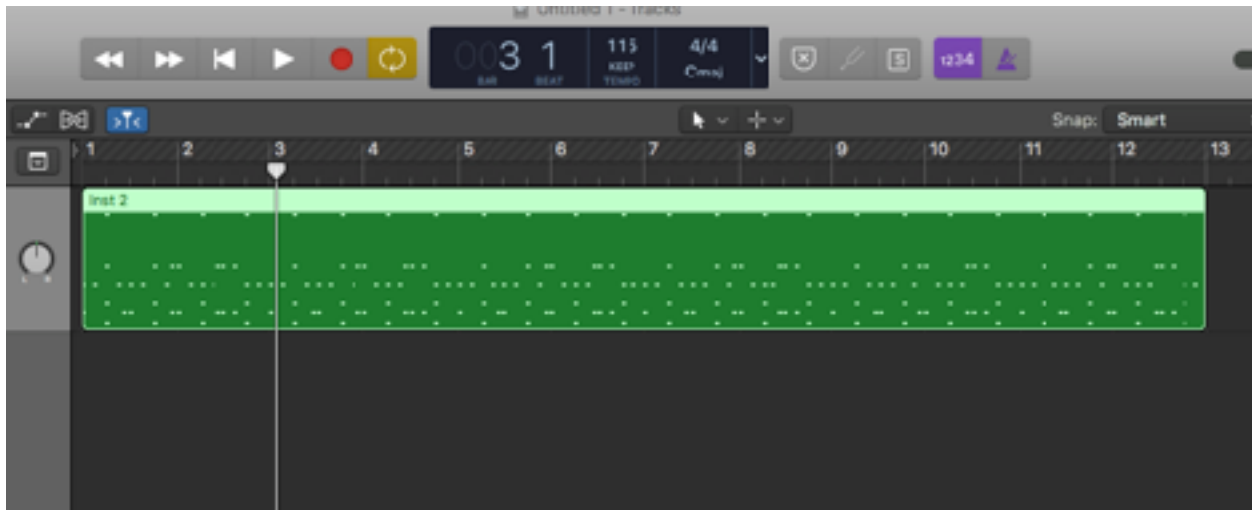 Untitled 1 - Tracks
003 1
BAR BEAT
115
KEEP
TEMPO
4/4
Cmaj
S
1234
Snap: Smart
1 2 3 4 5 6 7 8 9 10 11 12 13
Inst 2